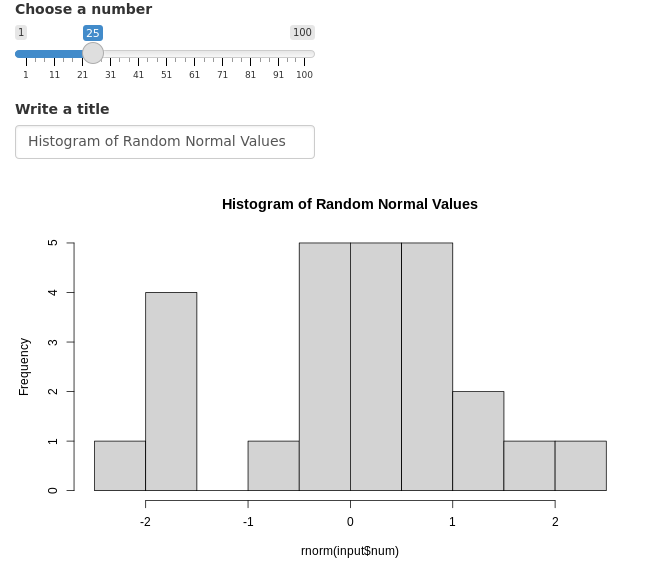 Choose a number
1 25 100
1 11 21 31 41 51 61 71 81 91 100
Write a title
Histogram of Random Normal Values
Histogram of Random Normal Values
5
4
3
2
1
0
Frequency
-2 -1 0 1 2
rnorm(input$num)